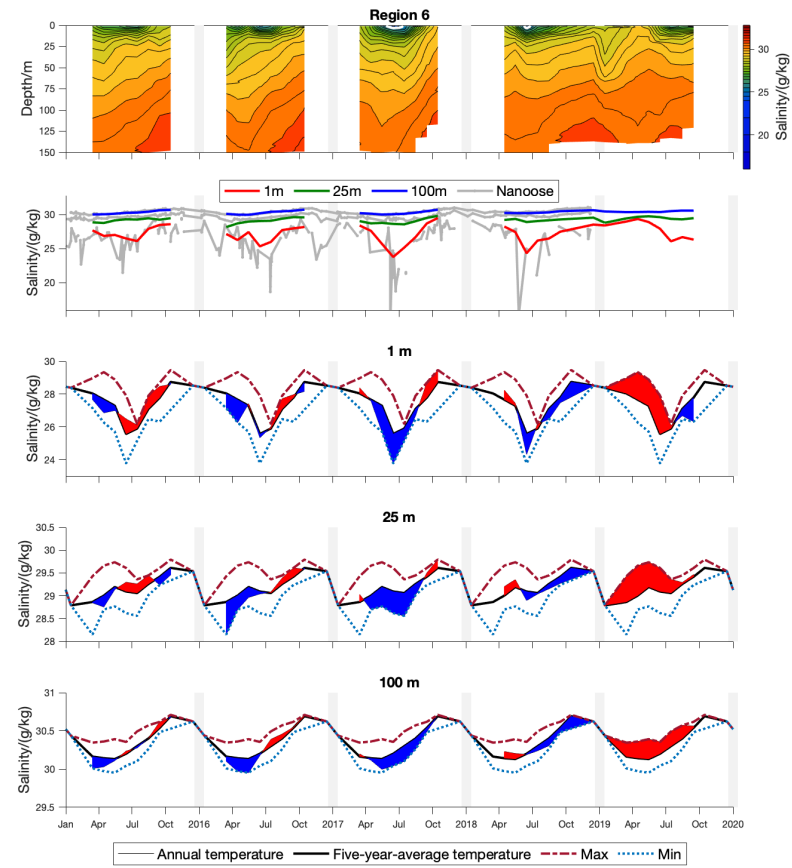 Region 6
0
25
50
75
100
125
150
Depth/m
30
20
Salinity/(g/kg)
1m 25m 100m Nanoose
30
25
20
Salinity/(g/kg)
1 m
30
28
26
24
Salinity/(g/kg)
25 m
30.5
30
29.5
29
28.5
28
Salinity/(g/kg)
100 m
31
30.5
30
29.5
Salinity/(g/kg)
Jan Apr Jul Oct 2016 Apr Jul Oct 2017 Apr Jul Oct 2018 Apr Jul Oct 2019 Apr Jul Oct 2020
Annual temperature Five-year-average temperature Max Min